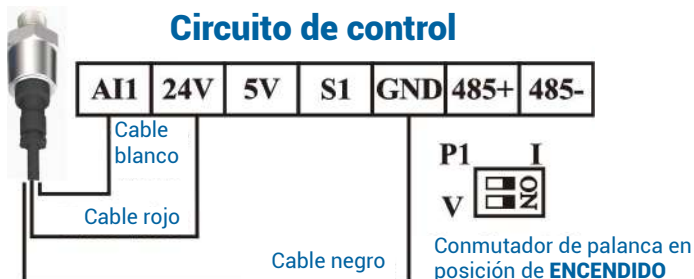 Circuito de control
AI1 24V 5V S1 GND 485+ 485-
Cable
blanco
P1 I
ON
V
Cable rojo
Cable negro
Conmutador de palanca en
posición de ENCENDIDO